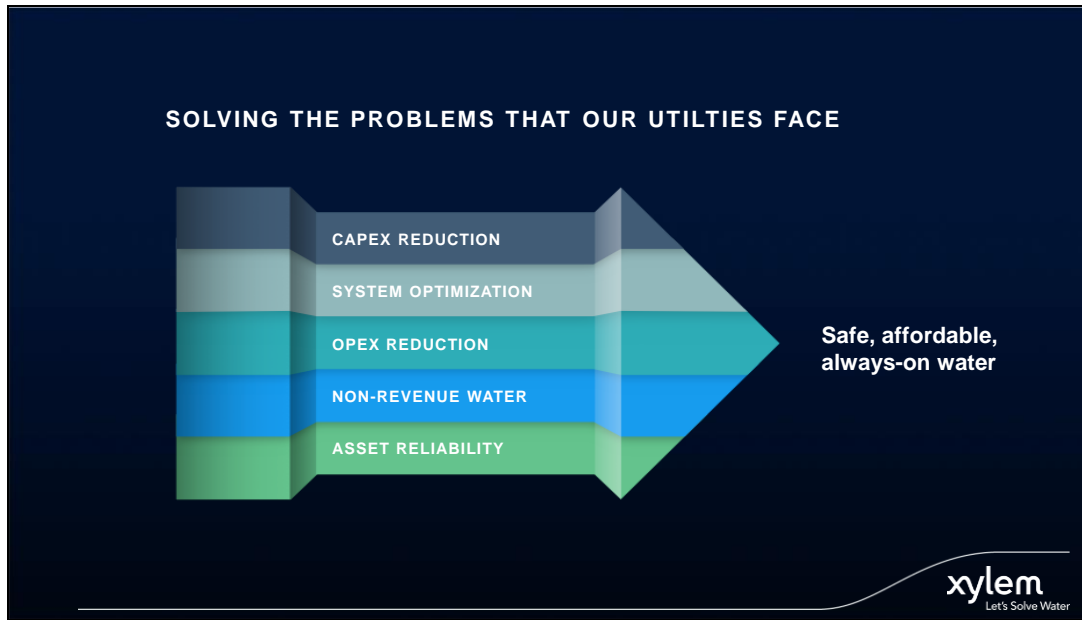 SOLVING THE PROBLEMS THAT OUR UTILTIES FACE
CAPEX REDUCTION
SYSTEM OPTIMIZATION
OPEX REDUCTION
NON-REVENUE WATER
ASSET RELIABILITY
Safe, affordable,
always-on water
xylem
Let's Solve Water